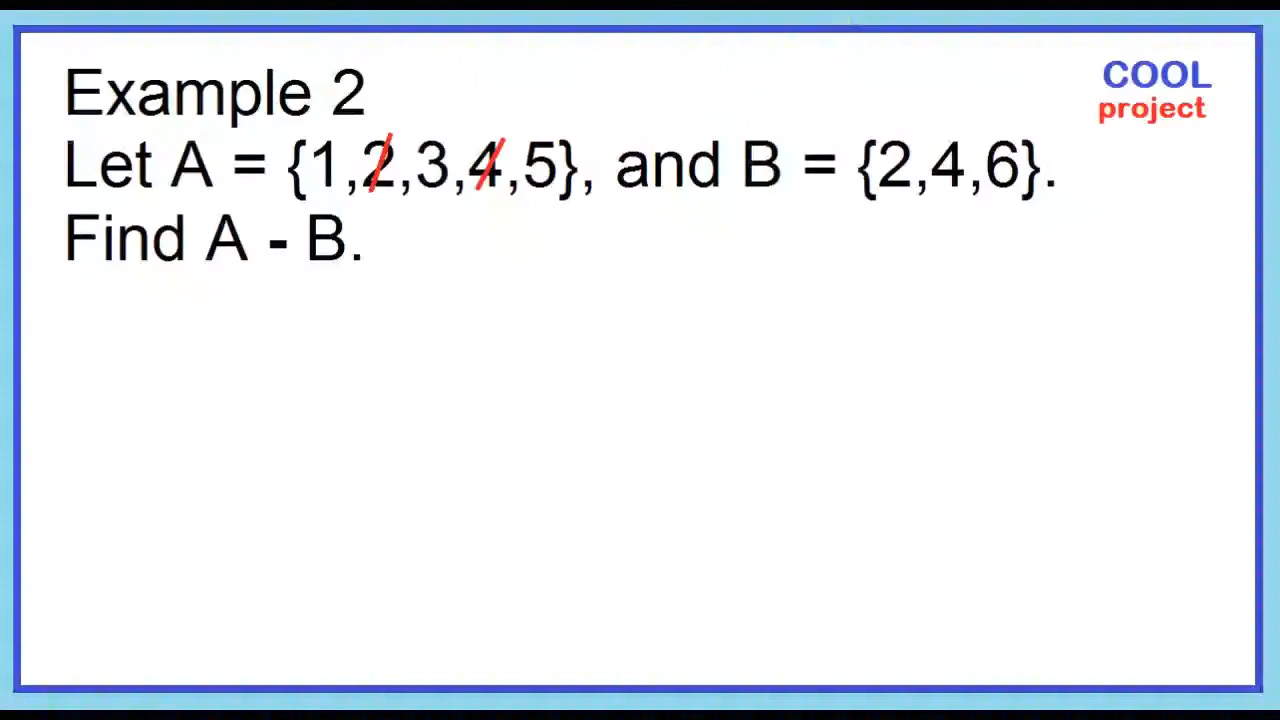 Example 2
COOL
project
Let A = {1,2,3,4,5}, and B = {2,4,6}.
Find A - B.